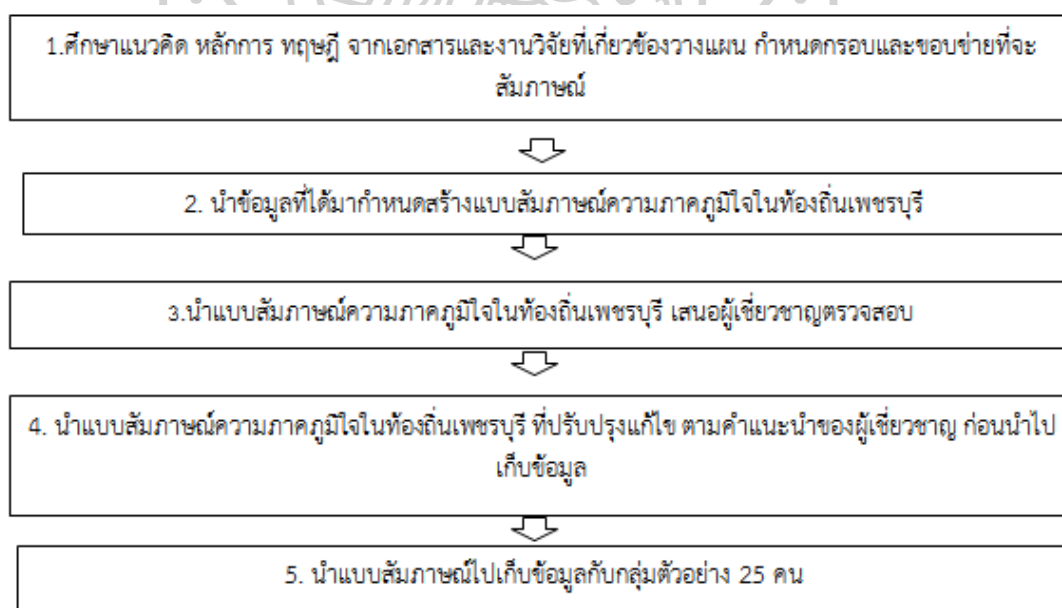 1.ศึกษาแนวคิด หลักการ ทฤษฎี จากเอกสารและงานวิจัยที่เกี่ยวข้องวางแผน กำหนดกรอบและขอบข่ายที่จะ
สัมภาษณ์
2. นำข้อมูลที่ได้มากำหนดสร้างแบบสัมภาษณ์ความภาคภูมิใจในท้องถิ่นเพชรบุรี
3.นำแบบสัมภาษณ์ความภาคภูมิใจในท้องถิ่นเพชรบุรี เสนอผู้เชี่ยวชาญตรวจสอบ
4. นำแบบสัมภาษณ์ความภาคภูมิใจในท้องถิ่นเพชรบุรี ที่ปรับปรุงแก้ไข ตามคำแนะนำของผู้เชี่ยวชาญ ก่อนนำไป
เก็บข้อมูล
5. นำแบบสัมภาษณ์ไปเก็บข้อมูลกับกลุ่มตัวอย่าง 25 คน